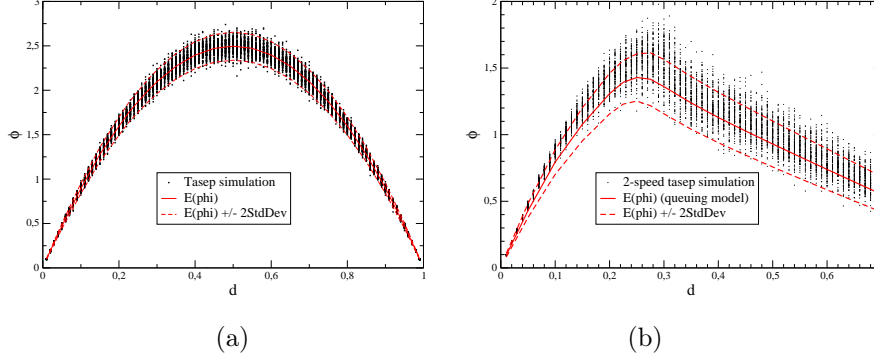 3
2,5
2
1,5
1
0,5
0
ϕ
0 0,2 0,4 0,6 0,8 1
d
Tasep simulation
E(phi)
E(phi) +/- 2StdDev
(a)
2
1,5
1
0,5
0
ϕ
0 0,1 0,2 0,3 0,4 0,5 0,6
d
2-speed tasep simulation
E(phi) (queuing model)
E(phi) +/- 2StdDev
(b)